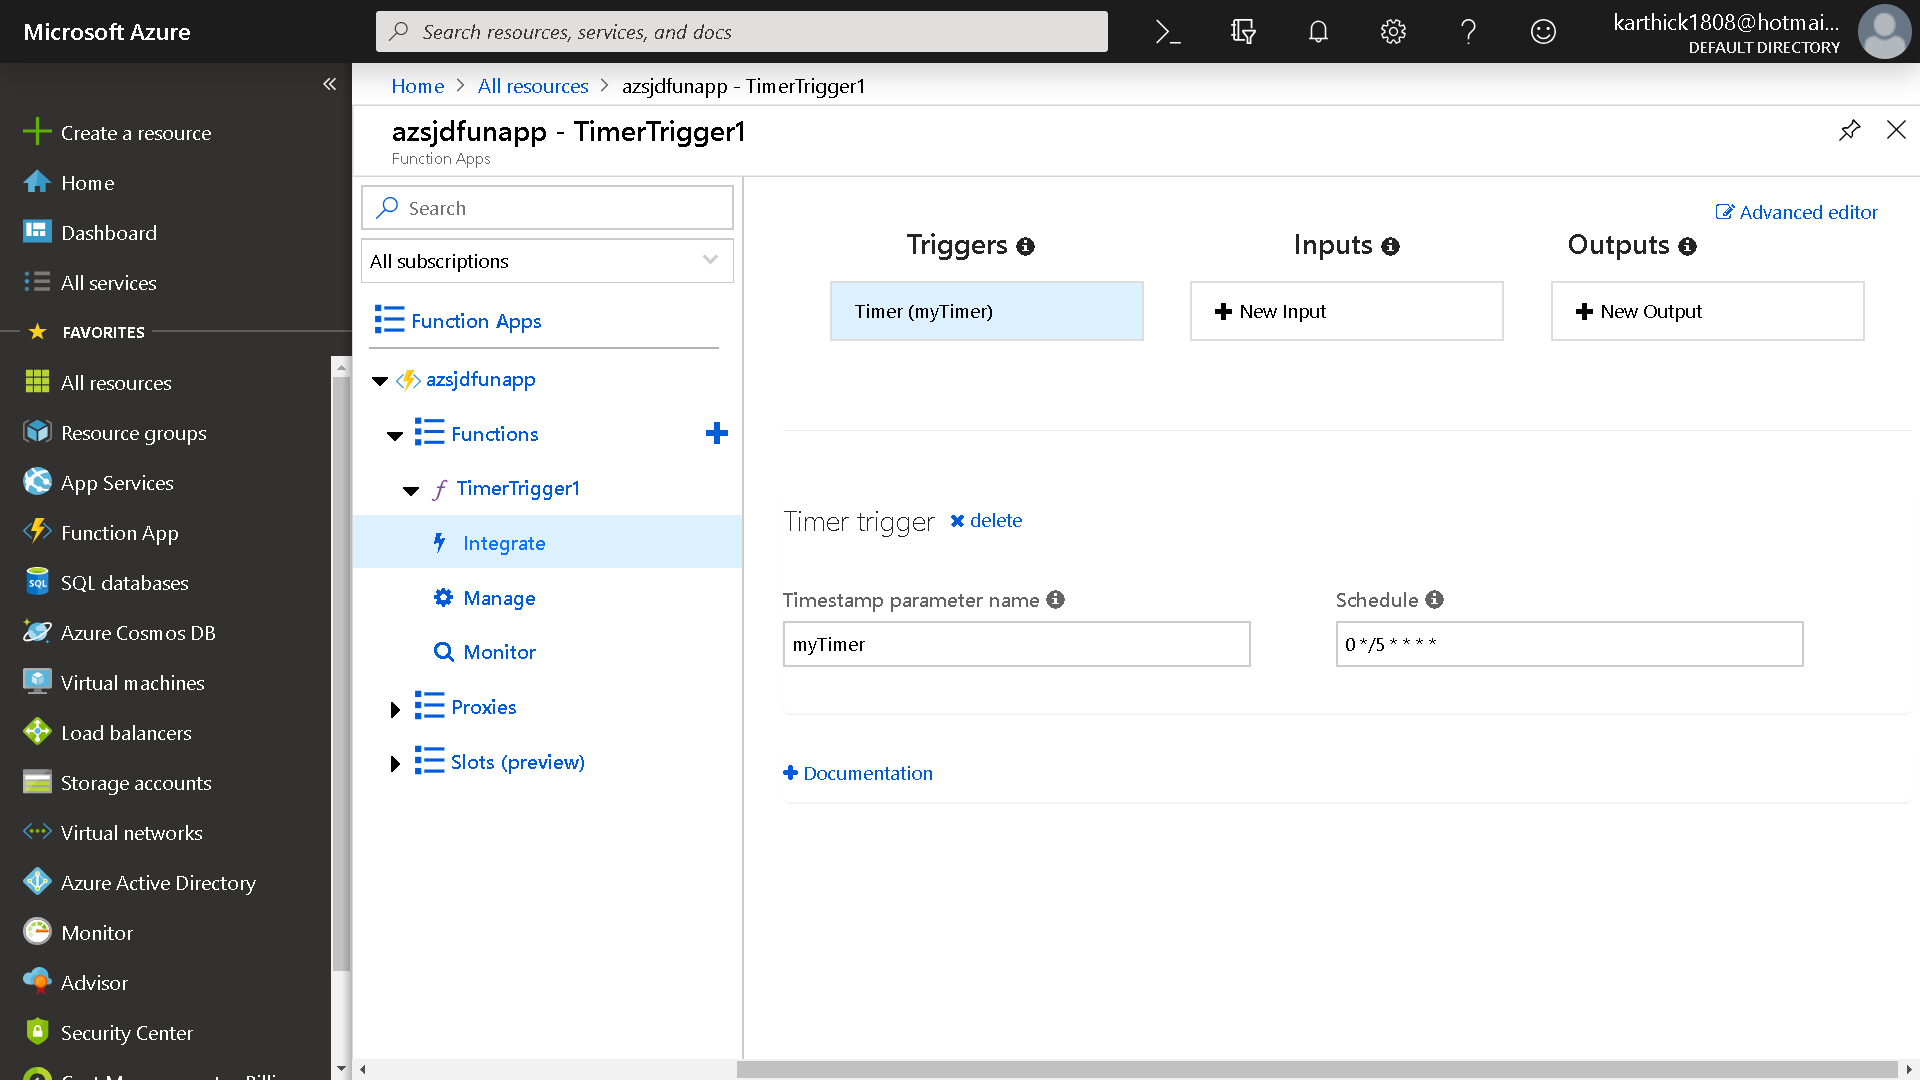 Microsoft Azure
Search resources, services, and docs
karthick1808@hotmai...
DEFAULT DIRECTORY
Create a resource
Home
Dashboard
All services
FAVORITES
All resources
Resource groups
App Services
Function App
SQL databases
Azure Cosmos DB
Virtual machines
Load balancers
Storage accounts
Virtual networks
Azure Active Directory
Monitor
Advisor
Security Center
Home > All resources > azsjdfunapp - TimerTrigger1
azsjdfunapp - TimerTrigger1
Function Apps
Search
All subscriptions
Function Apps
azsjdfunapp
Functions
TimerTrigger1
Integrate
Manage
Monitor
Proxies
Slots (preview)
Advanced editor
Triggers
Inputs
Outputs
Timer (myTimer)
New Input
New Output
Timer trigger
delete
Timestamp parameter name
Schedule
myTimer
0 */5 * * * *
Documentation